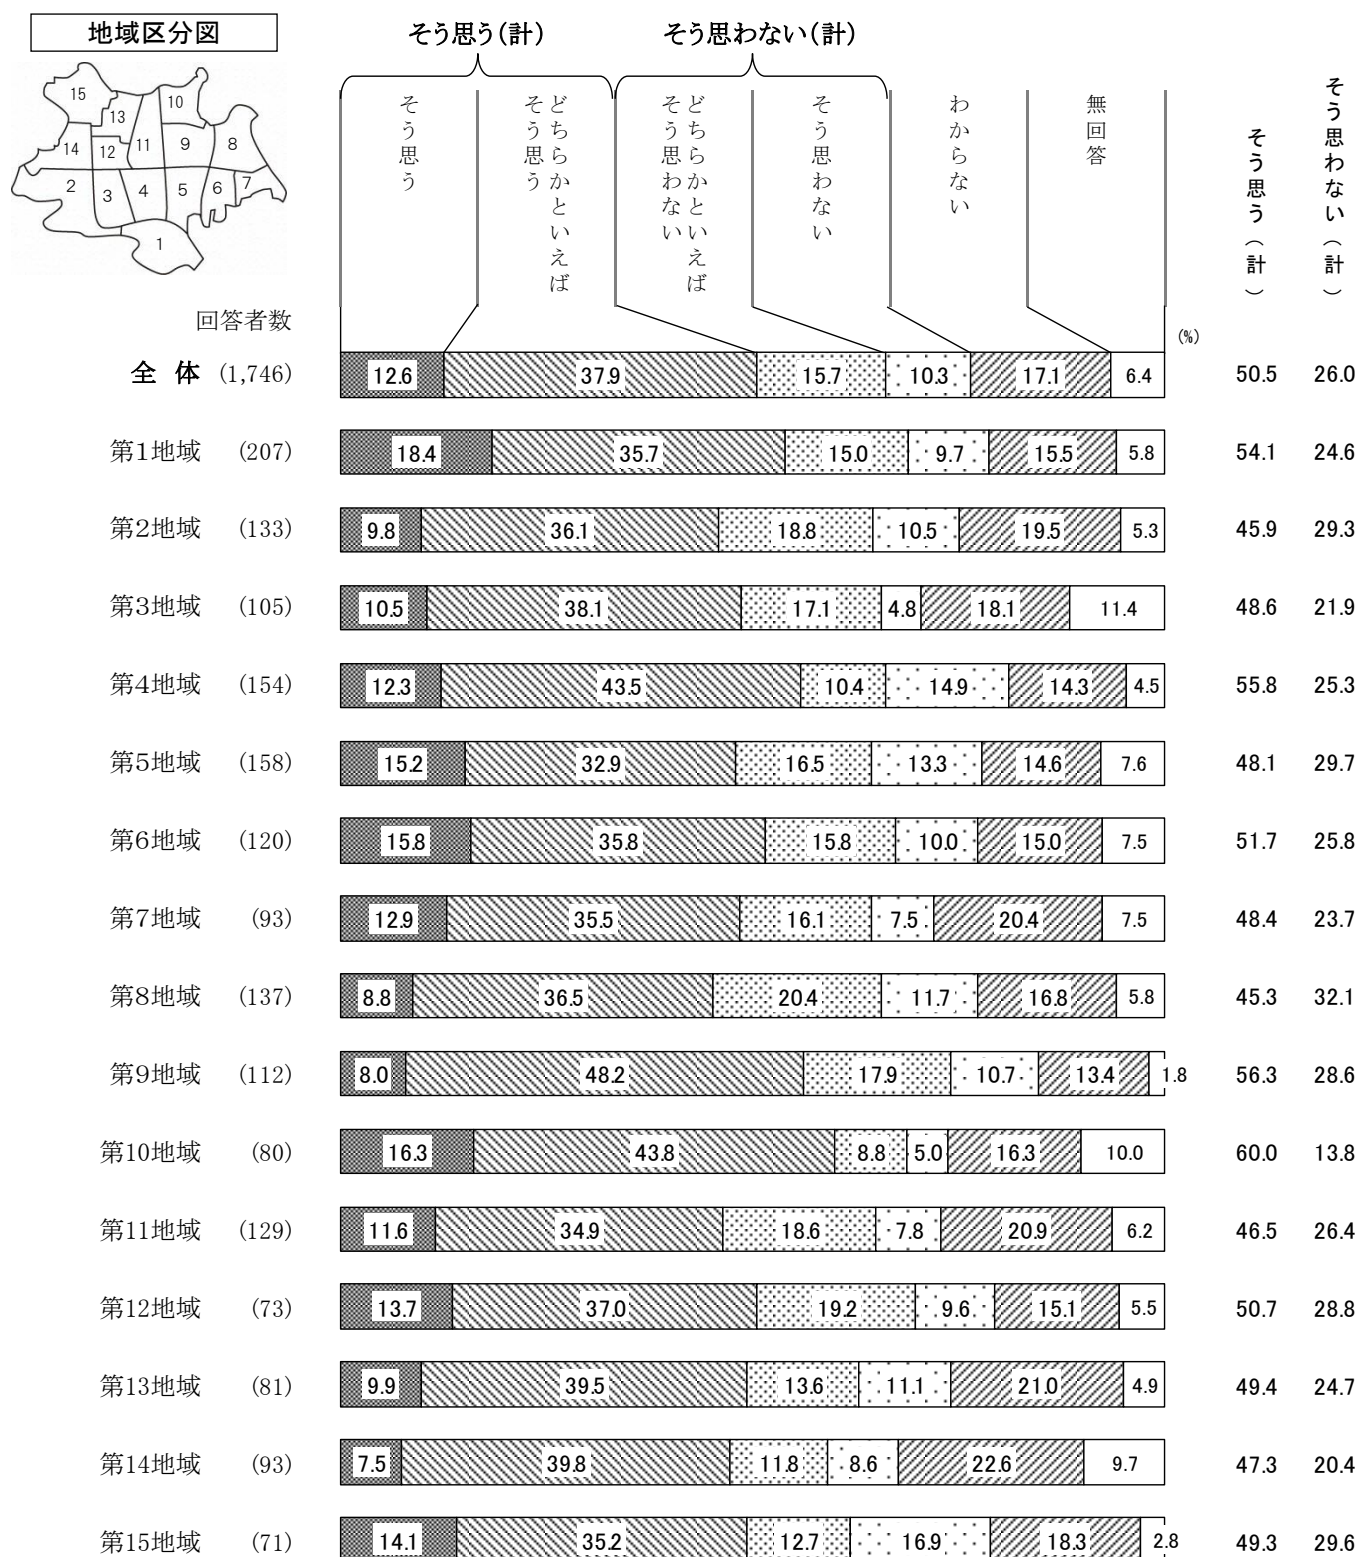 地域区分図
そう思う(計)
そう思わない(計)
15
13
10
14
12
11
9
8
2
3
4
5
6
7
1
そう思う
どちらかといえば
そう思う
どちらかといえば
そう思わない
そう思わない
わからない
無回答
そう思う(計)
そう思わない(計)
回答者数
(%)
全体 (1,746) 12.6 37.9 15.7 10.3 17.1 6.4 50.5 26.0
第1地域 (207) 18.4 35.7 15.0 9.7 15.5 5.8 54.1 24.6
第2地域 (133) 9.8 36.1 18.8 10.5 19.5 5.3 45.9 29.3
第3地域 (105) 10.5 38.1 17.1 4.8 18.1 11.4 48.6 21.9
第4地域 (154) 12.3 43.5 10.4 14.9 14.3 4.5 55.8 25.3
第5地域 (158) 15.2 32.9 16.5 13.3 14.6 7.6 48.1 29.7
第6地域 (120) 15.8 35.8 15.8 10.0 15.0 7.5 51.7 25.8
第7地域 (93) 12.9 35.5 16.1 7.5 20.4 7.5 48.4 23.7
第8地域 (137) 8.8 36.5 20.4 11.7 16.8 5.8 45.3 32.1
第9地域 (112) 8.0 48.2 17.9 10.7 13.4 1.8 56.3 28.6
第10地域 (80) 16.3 43.8 8.8 5.0 16.3 10.0 60.0 13.8
第11地域 (129) 11.6 34.9 18.6 7.8 20.9 6.2 46.5 26.4
第12地域 (73) 13.7 37.0 19.2 9.6 15.1 5.5 50.7 28.8
第13地域 (81) 9.9 39.5 13.6 11.1 21.0 4.9 49.4 24.7
第14地域 (93) 7.5 39.8 11.8 8.6 22.6 9.7 47.3 20.4
第15地域 (71) 14.1 35.2 12.7 16.9 18.3 2.8 49.3 29.6